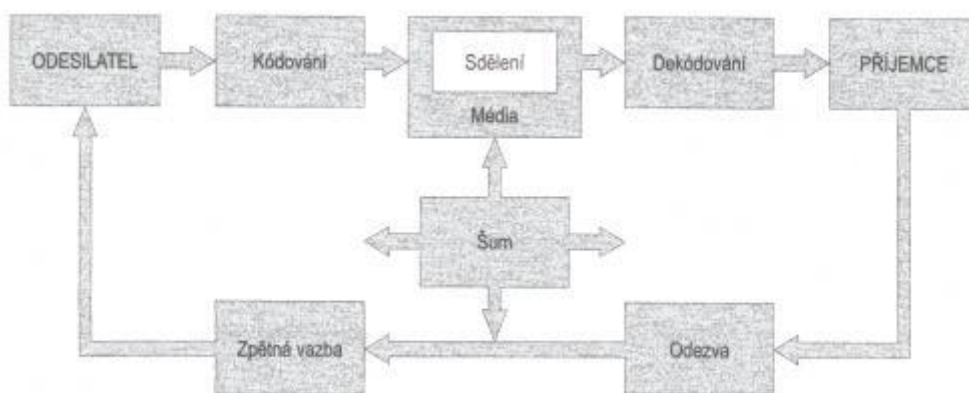 ODESILATEL
Kódování
Sdělení
Média
Dekódování
PŘÍJEMCE
Šum
Zpětná vazba
Odezva